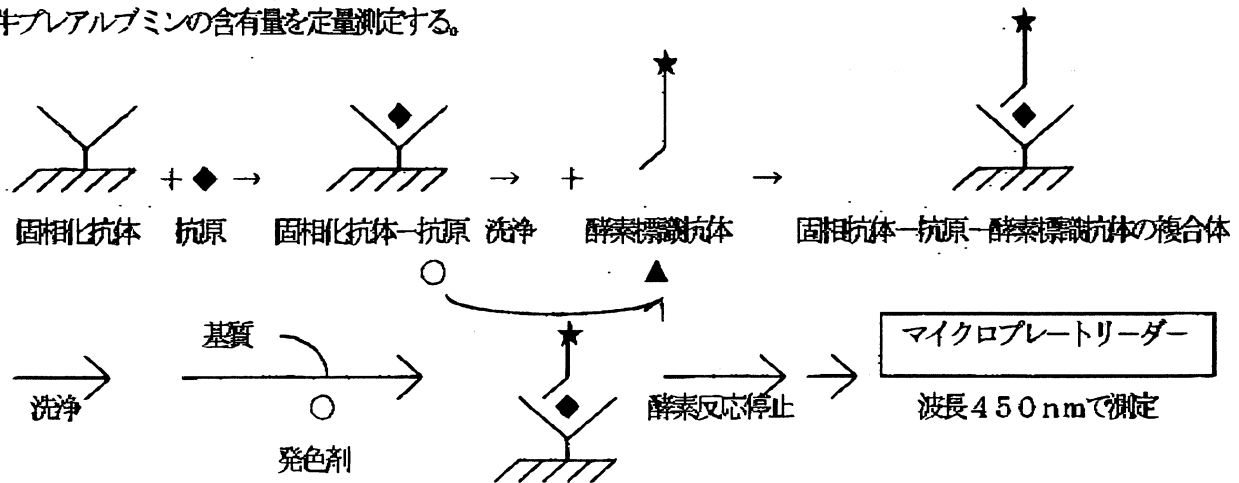 牛プレアルブミンの含有量を定量測定する。
+ → → + →
固相化抗体 抗原 固相化抗体ー抗原 洗浄 酵素標識抗体 固相抗体ー抗原ー酵素標識抗体の複合体
基質 マイクロプレートリーダー
洗浄 酵素反応停止 波長450nmで測定
発色剤